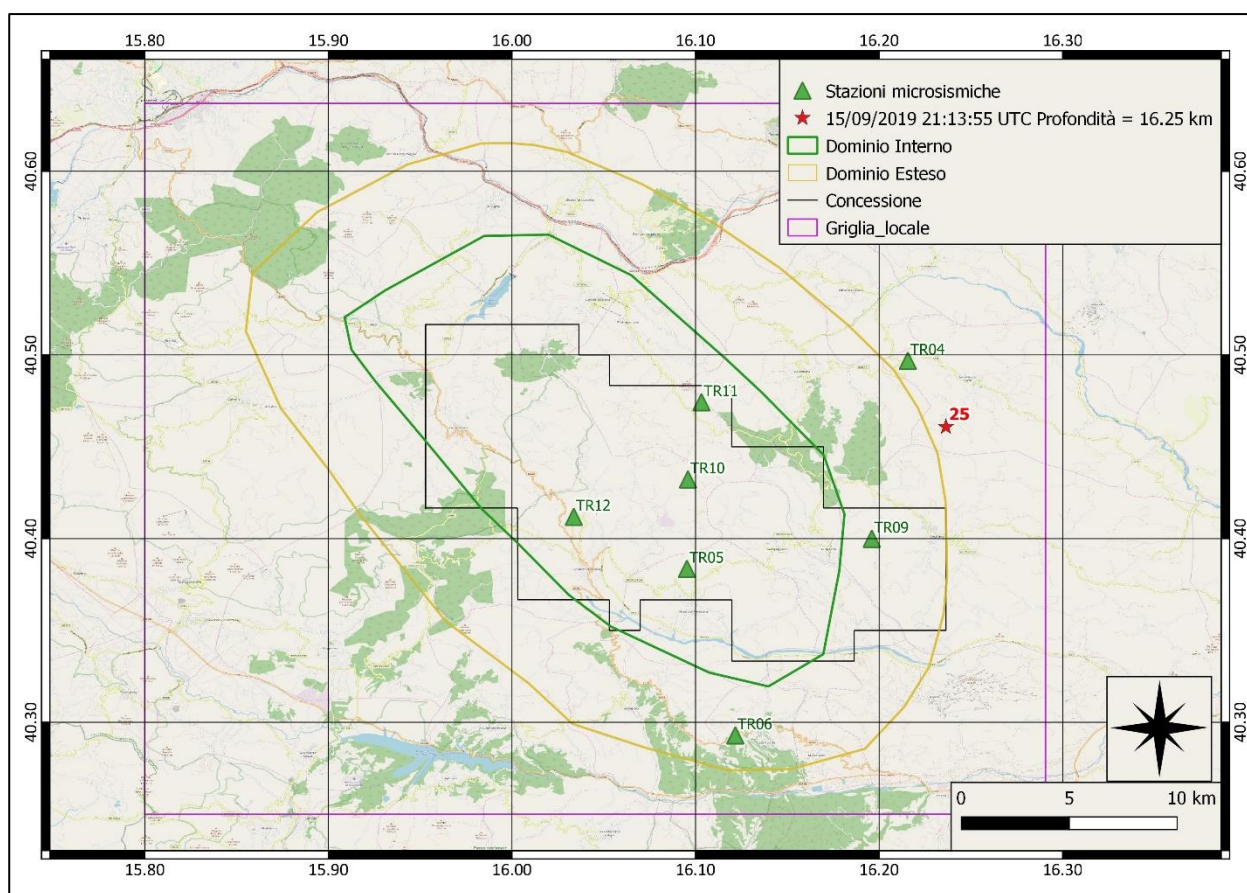 15.80 15.90 16.00 16.10 16.20 16.30
Stazioni microsismiche
15/09/2019 21:13:55 UTC Profondità = 16.25 km
Dominio Interno
Dominio Esteso
Concessione
Griglia_locale
40.60 40.60
40.50 40.50
TR04
TR11
25
TR10
TR12
TR09
40.40 40.40
TR05
40.30 40.30
TR06
0 5 10 km
15.80 15.90 16.00 16.10 16.20 16.30